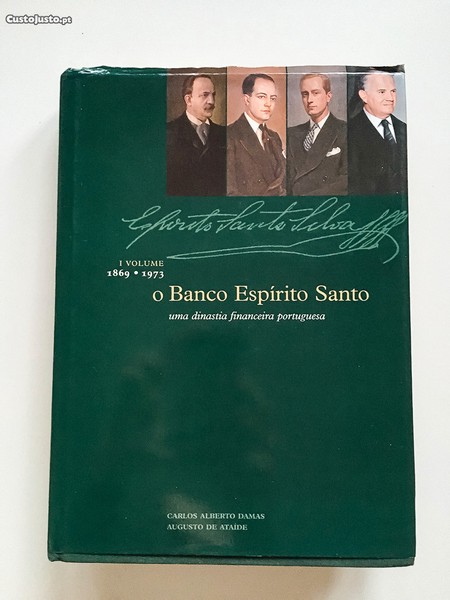 CustoJusto.pt
Espírito Santo Silva
I VOLUME
1869 • 1973
o Banco Espírito Santo
uma dinastia financeira portuguesa
CARLOS ALBERTO DAMAS
AUGUSTO DE ATAÍDE